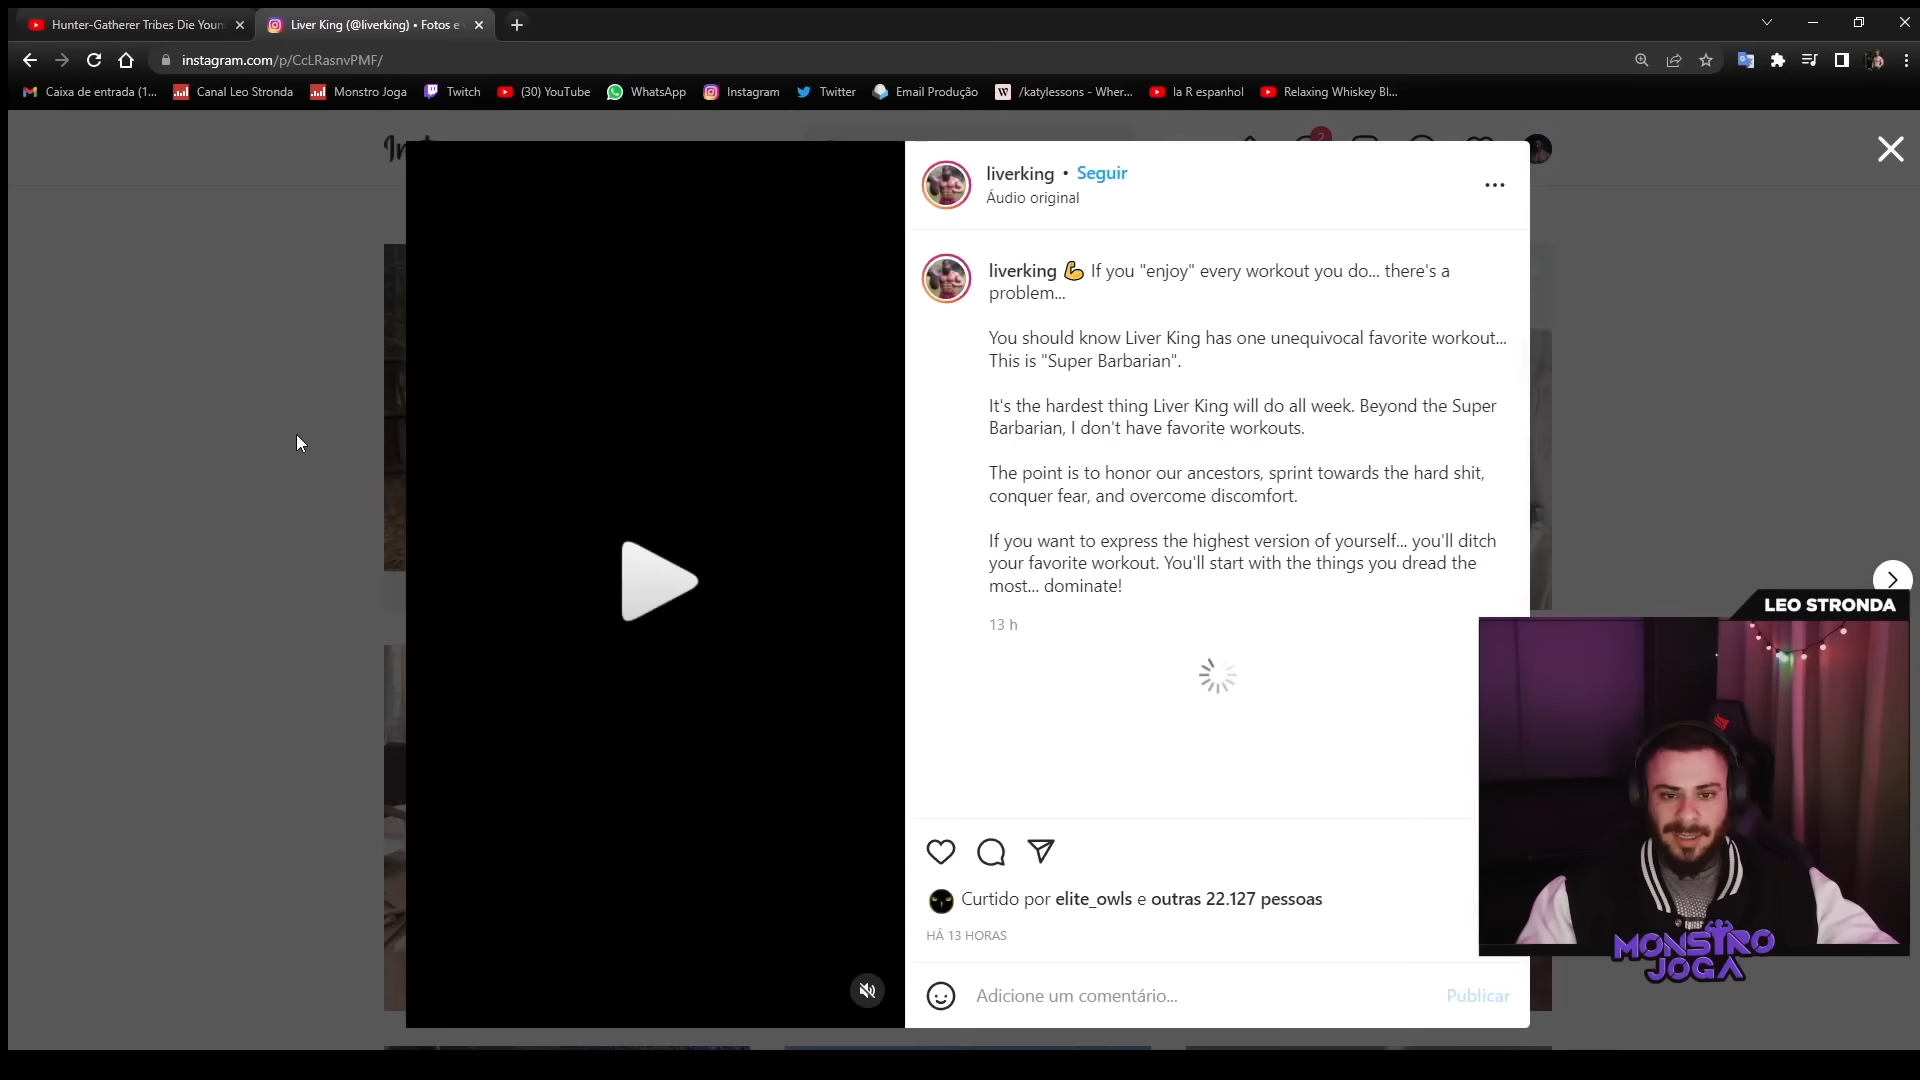 Hunter-Gatherer Tribes Die Youn
Liver King (@liverking) • Fotos e
instagram.com/p/CcLRasnvPMF/
Caixa de entrada (1...
Canal Leo Stronda
Monstro Joga
Twitch
(30) YouTube
WhatsApp
Instagram
Twitter
Email Produção
/katylessons - Wher...
la R espanhol
Relaxing Whiskey Bl...
2
liverking • Seguir
Áudio original
liverking 💪 If you "enjoy" every workout you do... there's a
problem...
You should know Liver King has one unequivocal favorite workout...
This is "Super Barbarian".
It's the hardest thing Liver King will do all week. Beyond the Super
Barbarian, I don't have favorite workouts.
The point is to honor our ancestors, sprint towards the hard shit,
conquer fear, and overcome discomfort.
If you want to express the highest version of yourself... you'll ditch
your favorite workout. You'll start with the things you dread the
most... dominate!
13 h
LEO STRONDA
Curtido por elite_owls e outras 22.127 pessoas
HÁ 13 HORAS
MONSTRO
JOGA
Adicione um comentário...
Publicar